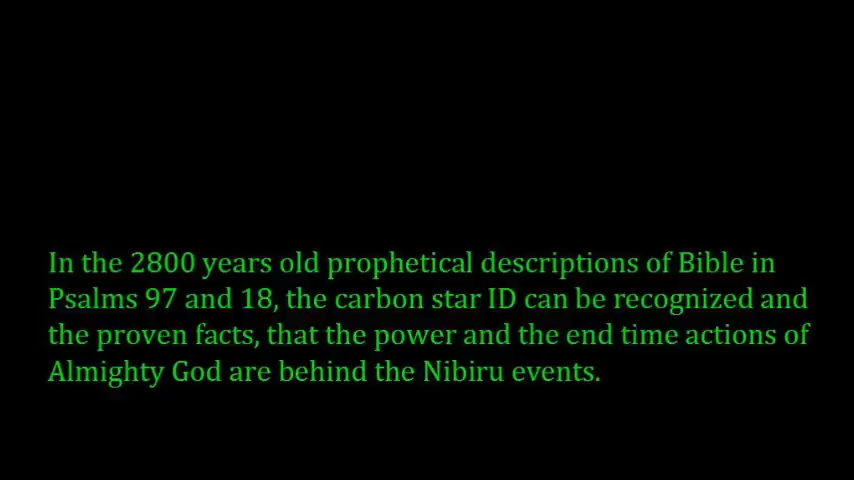 In the 2800 years old prophetical descriptions of Bible in
Psalms 97 and 18, the carbon star ID can be recognized and
the proven facts, that the power and the end time actions of
Almighty God are behind the Nibiru events.